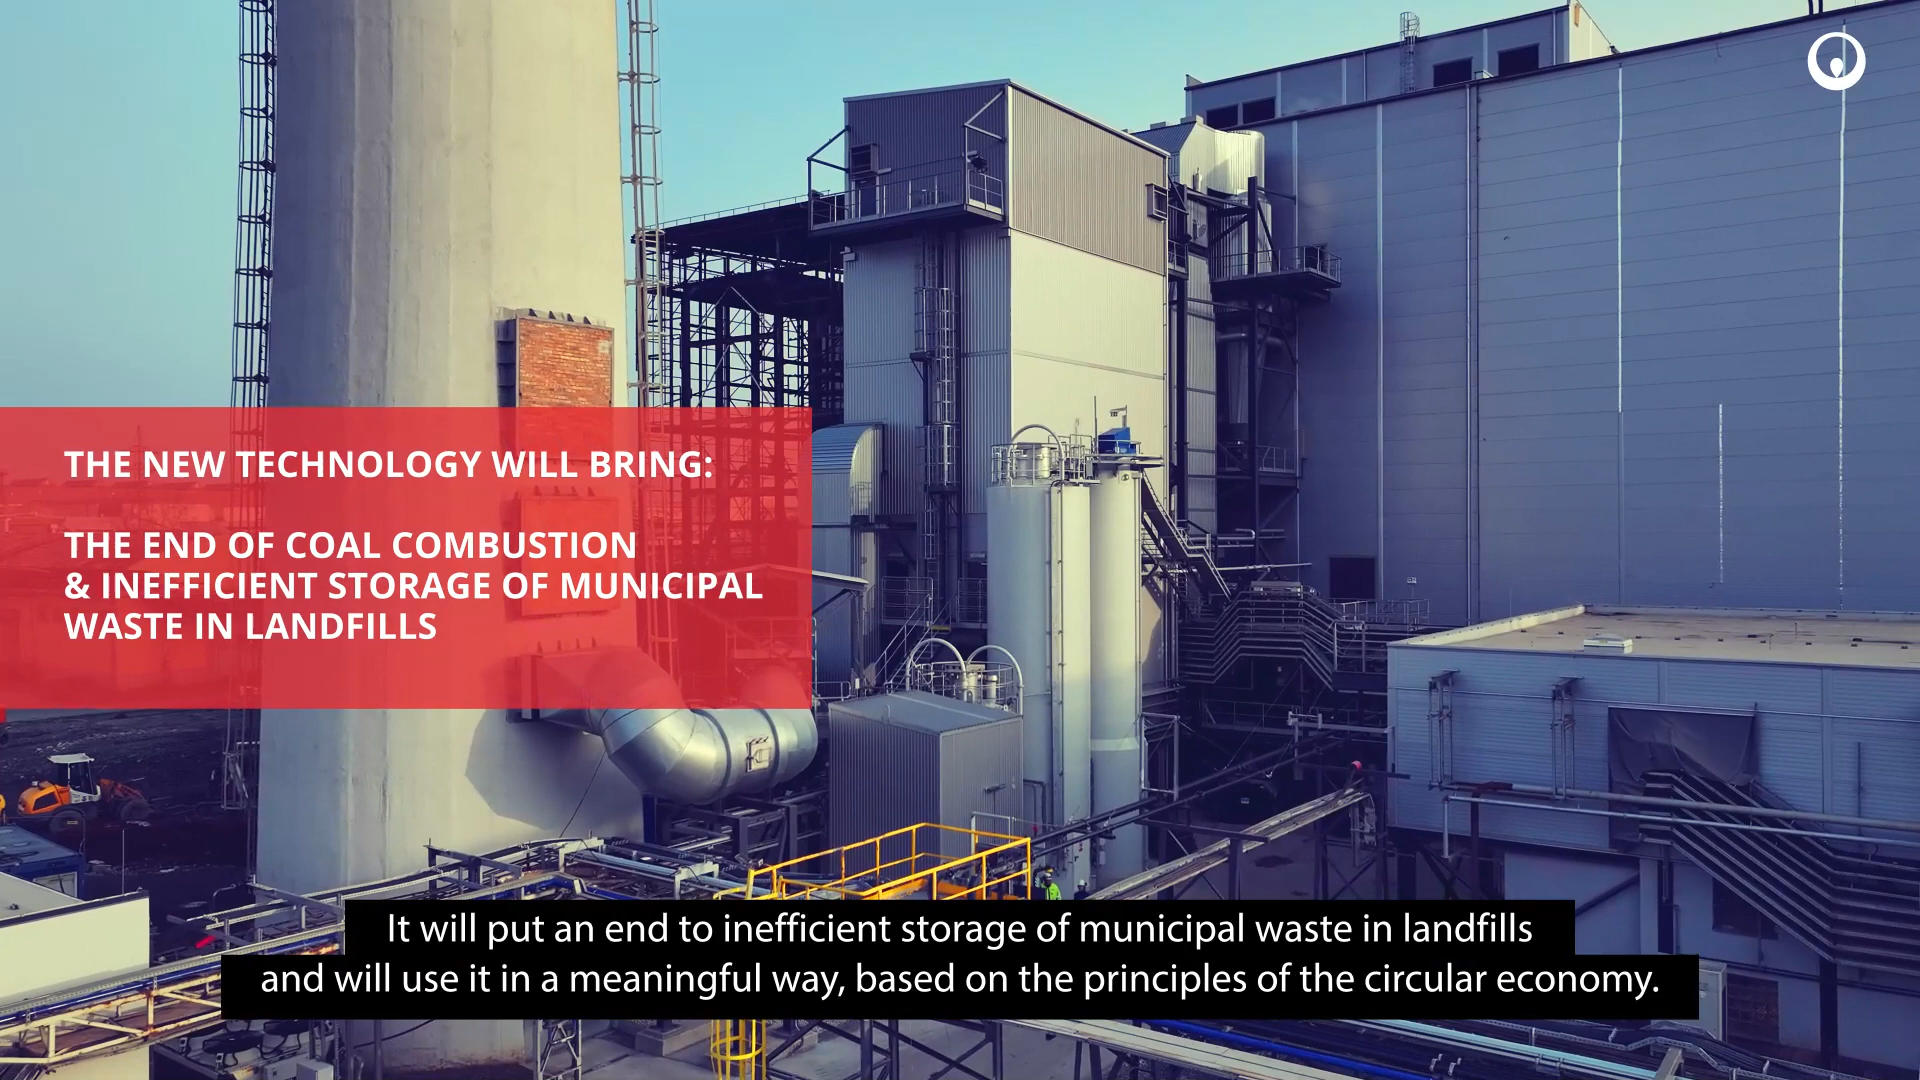 THE NEW TECHNOLOGY WILL BRING:
THE END OF COAL COMBUSTION
& INEFFICIENT STORAGE OF MUNICIPAL
WASTE IN LANDFILLS
It will put an end to inefficient storage of municipal waste in landfills
and will use it in a meaningful way, based on the principles of the circular economy.